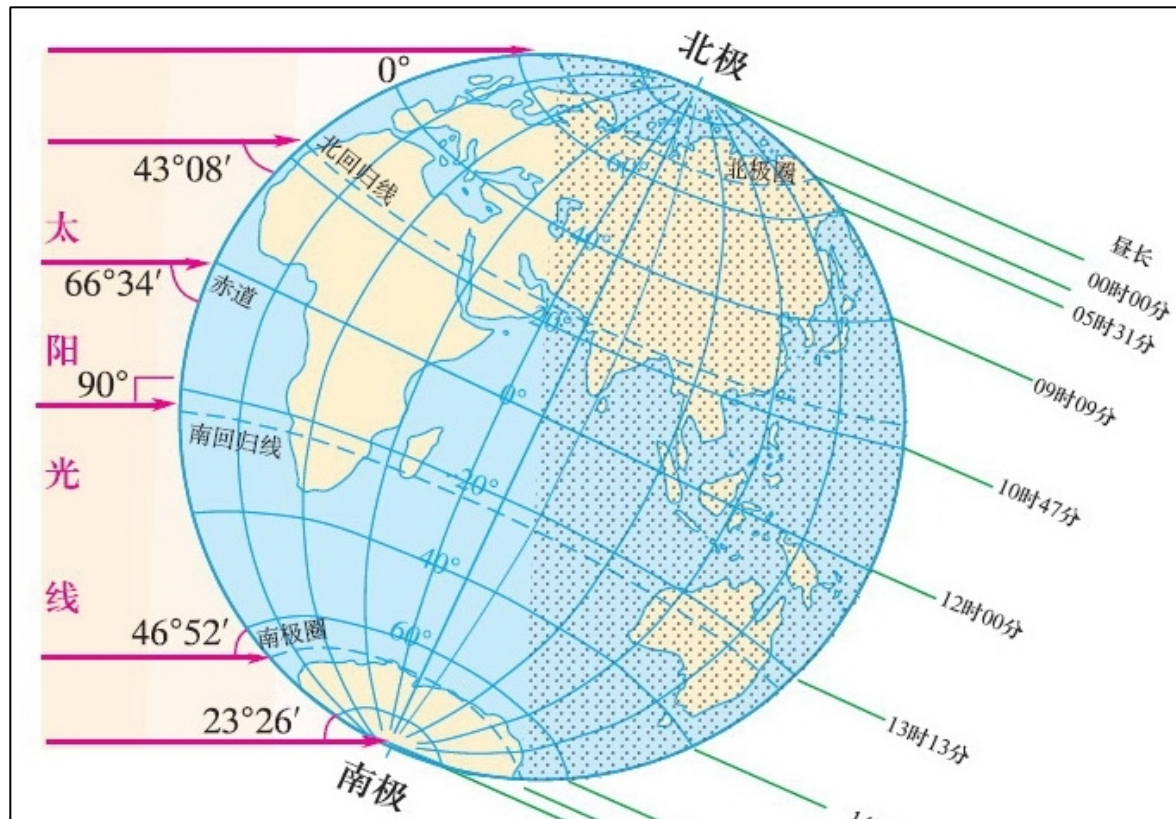 北极
0°
43°08′
北回归线
60°
北极圈
昼长
00时00分
05时31分
太
阳
光
线
66°34′
赤道
40°
20°
09时09分
90°
0°
10时47分
南回归线
20°
12时00分
40°
46°52′
南极圈
60°
13时13分
23°26′
南极